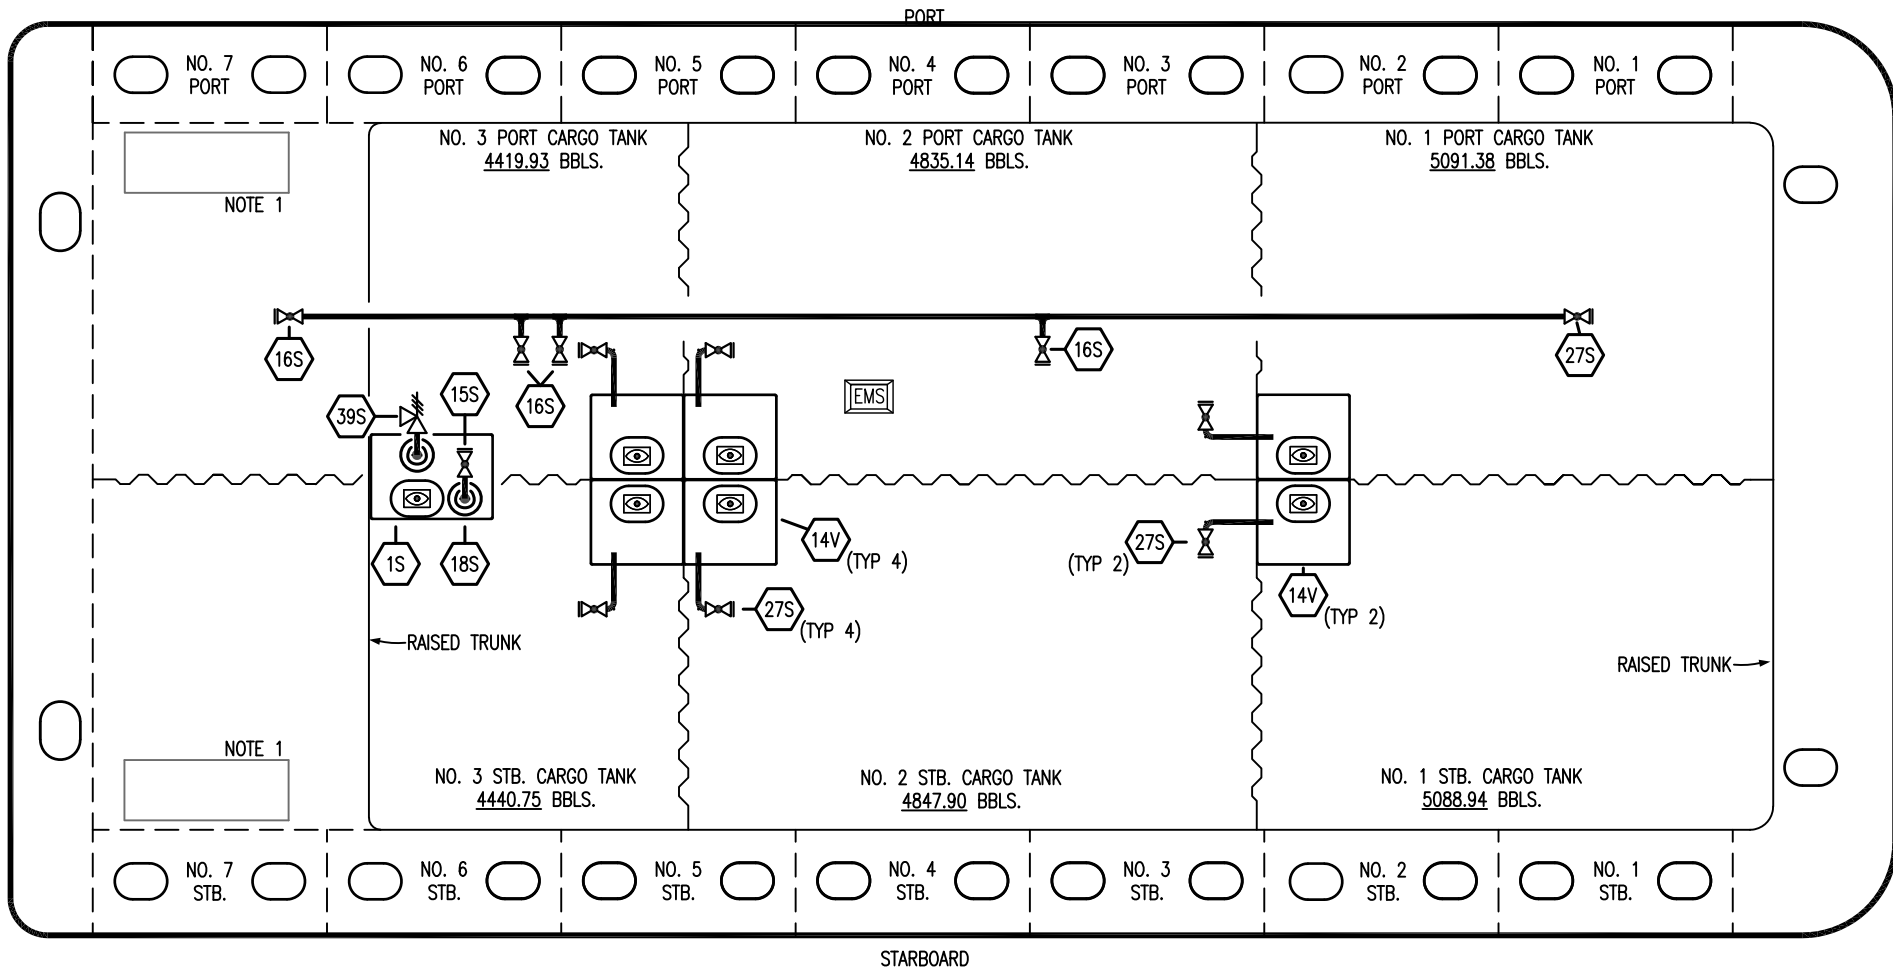 PORT
NO. 7
PORT
NO. 6
PORT
NO. 5
PORT
NO. 4
PORT
NO. 3
PORT
NO. 2
PORT
NO. 1
PORT
NO. 3 PORT CARGO TANK
4419.93 BBLS.
NO. 2 PORT CARGO TANK
4835.14 BBLS.
NO. 1 PORT CARGO TANK
5091.38 BBLS.
NOTE 1
16S
16S
16S
27S
39S
15S
EMS
1S
18S
14V
(TYP 4)
27S
(TYP 4)
(TYP 2)
27S
14V
(TYP 2)
RAISED TRUNK
RAISED TRUNK
NOTE 1
NO. 3 STB. CARGO TANK
4440.75 BBLS.
NO. 2 STB. CARGO TANK
4847.90 BBLS.
NO. 1 STB. CARGO TANK
5088.94 BBLS.
NO. 7
STB.
NO. 6
STB.
NO. 5
STB.
NO. 4
STB.
NO. 3
STB.
NO. 2
STB.
NO. 1
STB.
STARBOARD